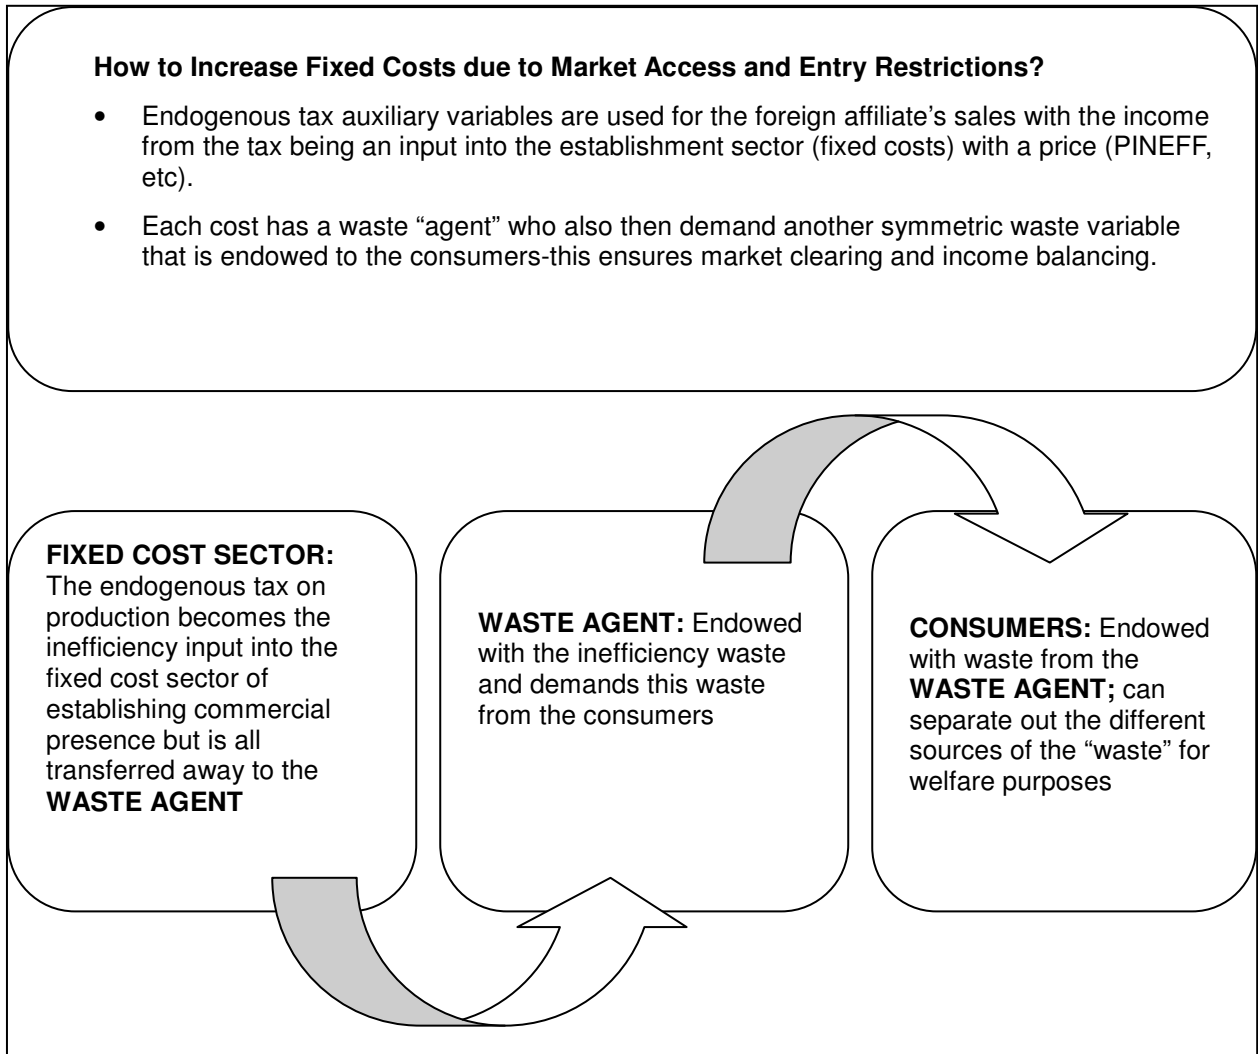 How to Increase Fixed Costs due to Market Access and Entry Restrictions?
• Endogenous tax auxiliary variables are used for the foreign affiliate's sales with the income
from the tax being an input into the establishment sector (fixed costs) with a price (PINEFF,
etc).
• Each cost has a waste “agent” who also then demand another symmetric waste variable
that is endowed to the consumers-this ensures market clearing and income balancing.
FIXED COST SECTOR:
The endogenous tax on
production becomes the
inefficiency input into the
fixed cost sector of
establishing commercial
presence but is all
transferred away to the
WASTE AGENT
WASTE AGENT: Endowed
with the inefficiency waste
and demands this waste
from the consumers
CONSUMERS: Endowed
with waste from the
WASTE AGENT; can
separate out the different
sources of the “waste” for
welfare purposes